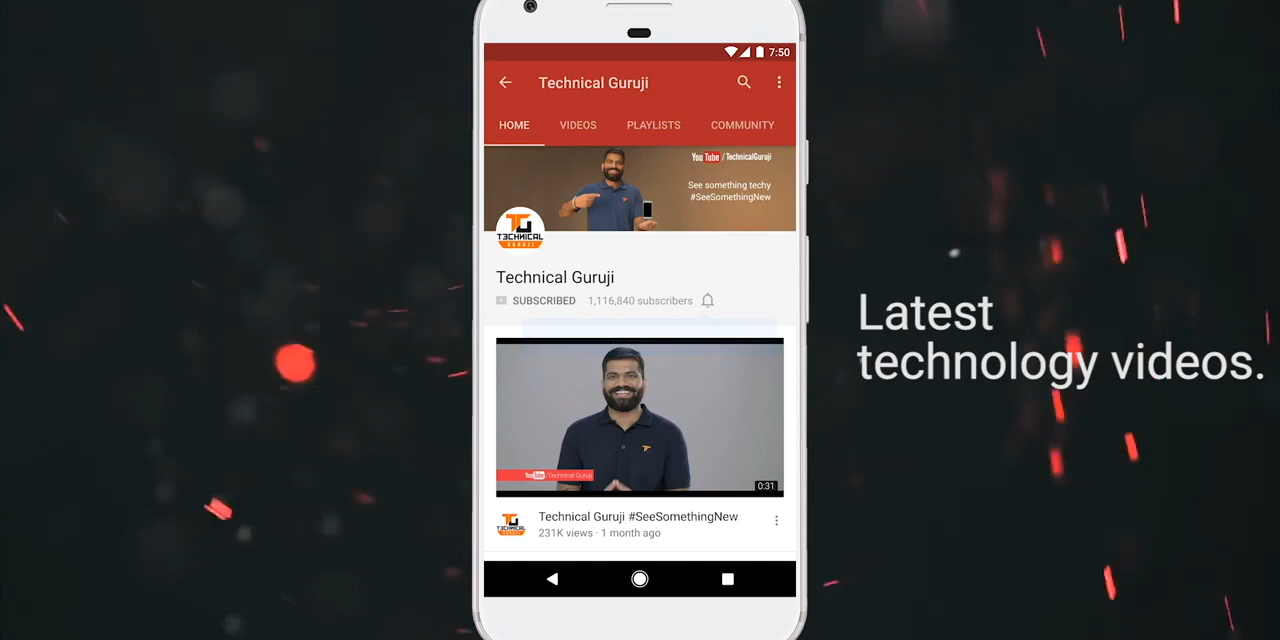 7:50
Technical Guruji
HOME VIDEOS PLAYLISTS COMMUNITY
YouTube / TechnicalGuruji
See something techy
#SeeSomethingNew
TECHNICAL
GURUJI
Technical Guruji
SUBSCRIBED 1,116,840 subscribers
Latest
technology videos.
YouTube /Technical Guruji
0:31
TECHNICAL
GURUJI
Technical Guruji #SeeSomethingNew
231K views · 1 month ago